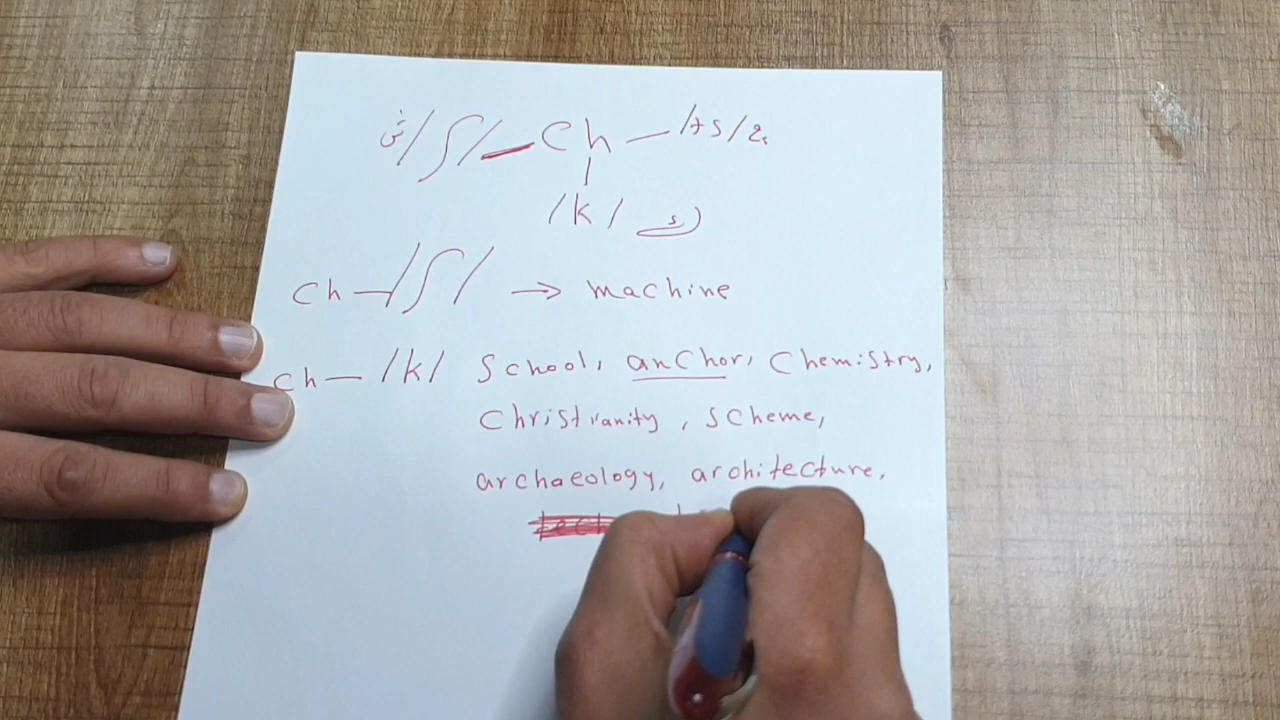 ش /ʃ/ — Ch — /ts/
/k/ ك
Ch — /ʃ/ → machine
Ch — /k/ School, anChor, Chemistry,
Christianity, SCheme,
archaeology, architecture,